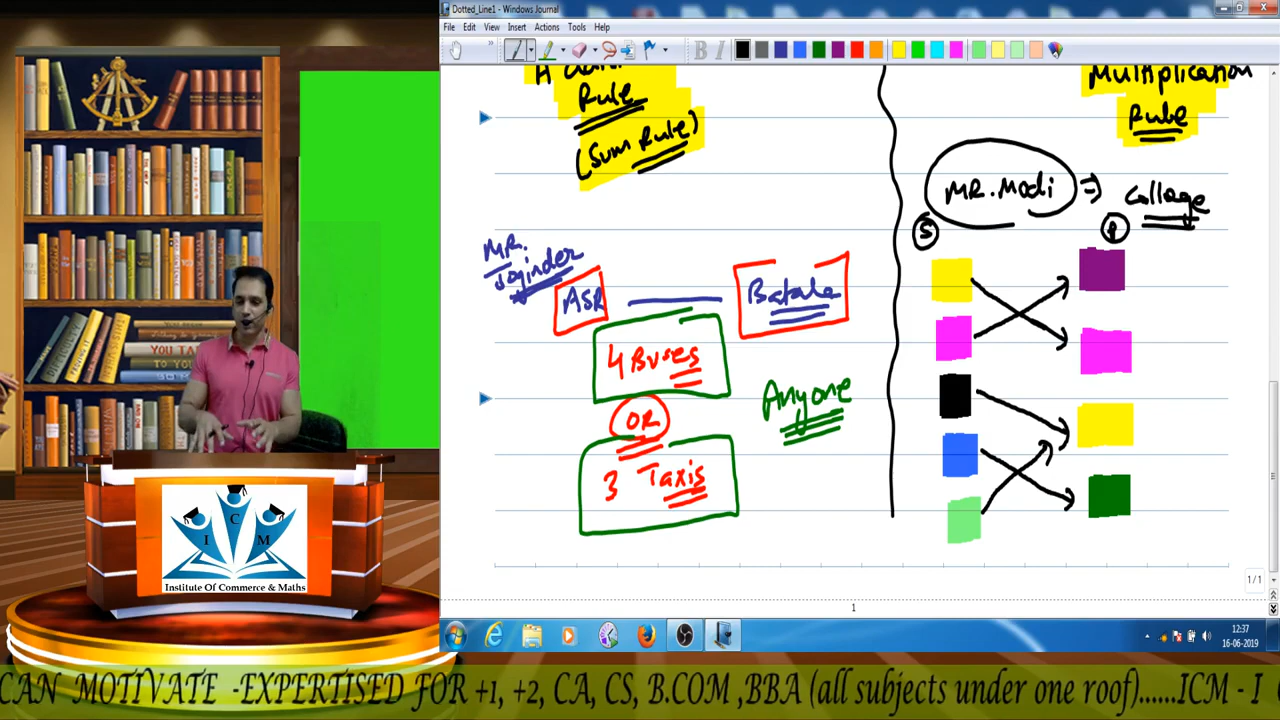 Dotted_Line1 - Windows Journal
File Edit View Insert Actions Tools Help
Rule
(Sum Rule)
Multiplication
Rule
MR. Modi ⇒ Collage
5
MR.
Joginder
ASR
Batala
4 Buses
OR
3 Taxis
Anyone
1/1
1
I C M
Institute Of Commerce & Maths
12:37
16-06-2019
CAN MOTIVATE -EXPERTISED FOR +1, +2, CA, CS, B.COM ,BBA (all subjects under one roof)......ICM - I